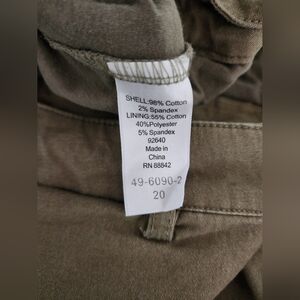 SHELL:98% Cotton
2% Spandex
LINING:55% Cotton
40%Polyester
5% Spandex
92640
Made in
China
RN 88842
49-6090-2
20